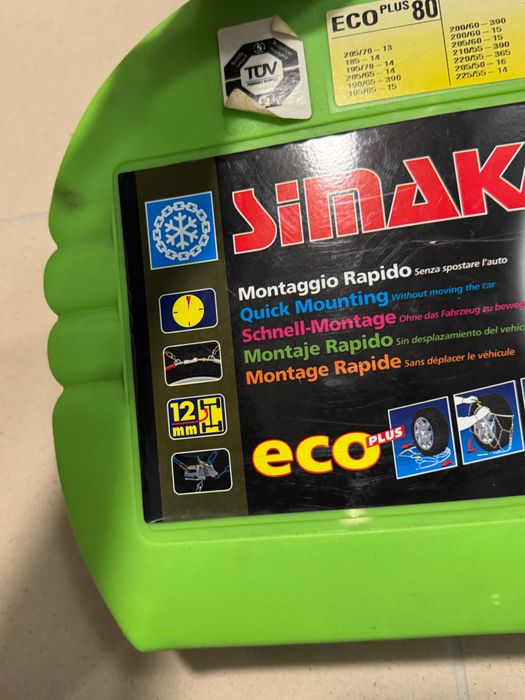 ECO PLUS 80
205/70 - 13
185 - 14
195/70 - 14
205/65 - 14
190/65 - 390
195/65 - 15
200/60 - 390
200/60 - 15
205/60 - 15
210/55 - 390
220/55 - 365
205/50 - 16
225/55 - 14
TÜV
SiMAK
Montaggio Rapido Senza spostare l'auto
Quick Mounting Without moving the car
Schnell-Montage Ohne das Fahrzeug zu beweg
Montaje Rapido Sin desplazamiento del vehic
Montage Rapide Sans déplacer le véhicule
12 mm
eco PLUS